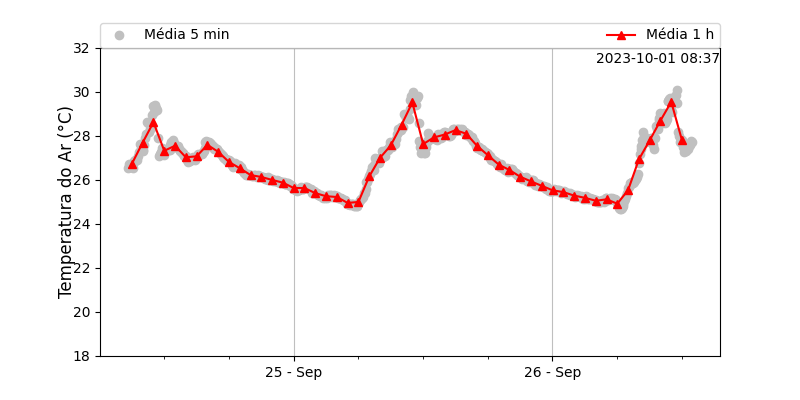 Média 5 min
Média 1 h
2023-10-01 08:37
Temperatura do Ar (°C)
32
30
28
26
24
22
20
18
25 - Sep
26 - Sep